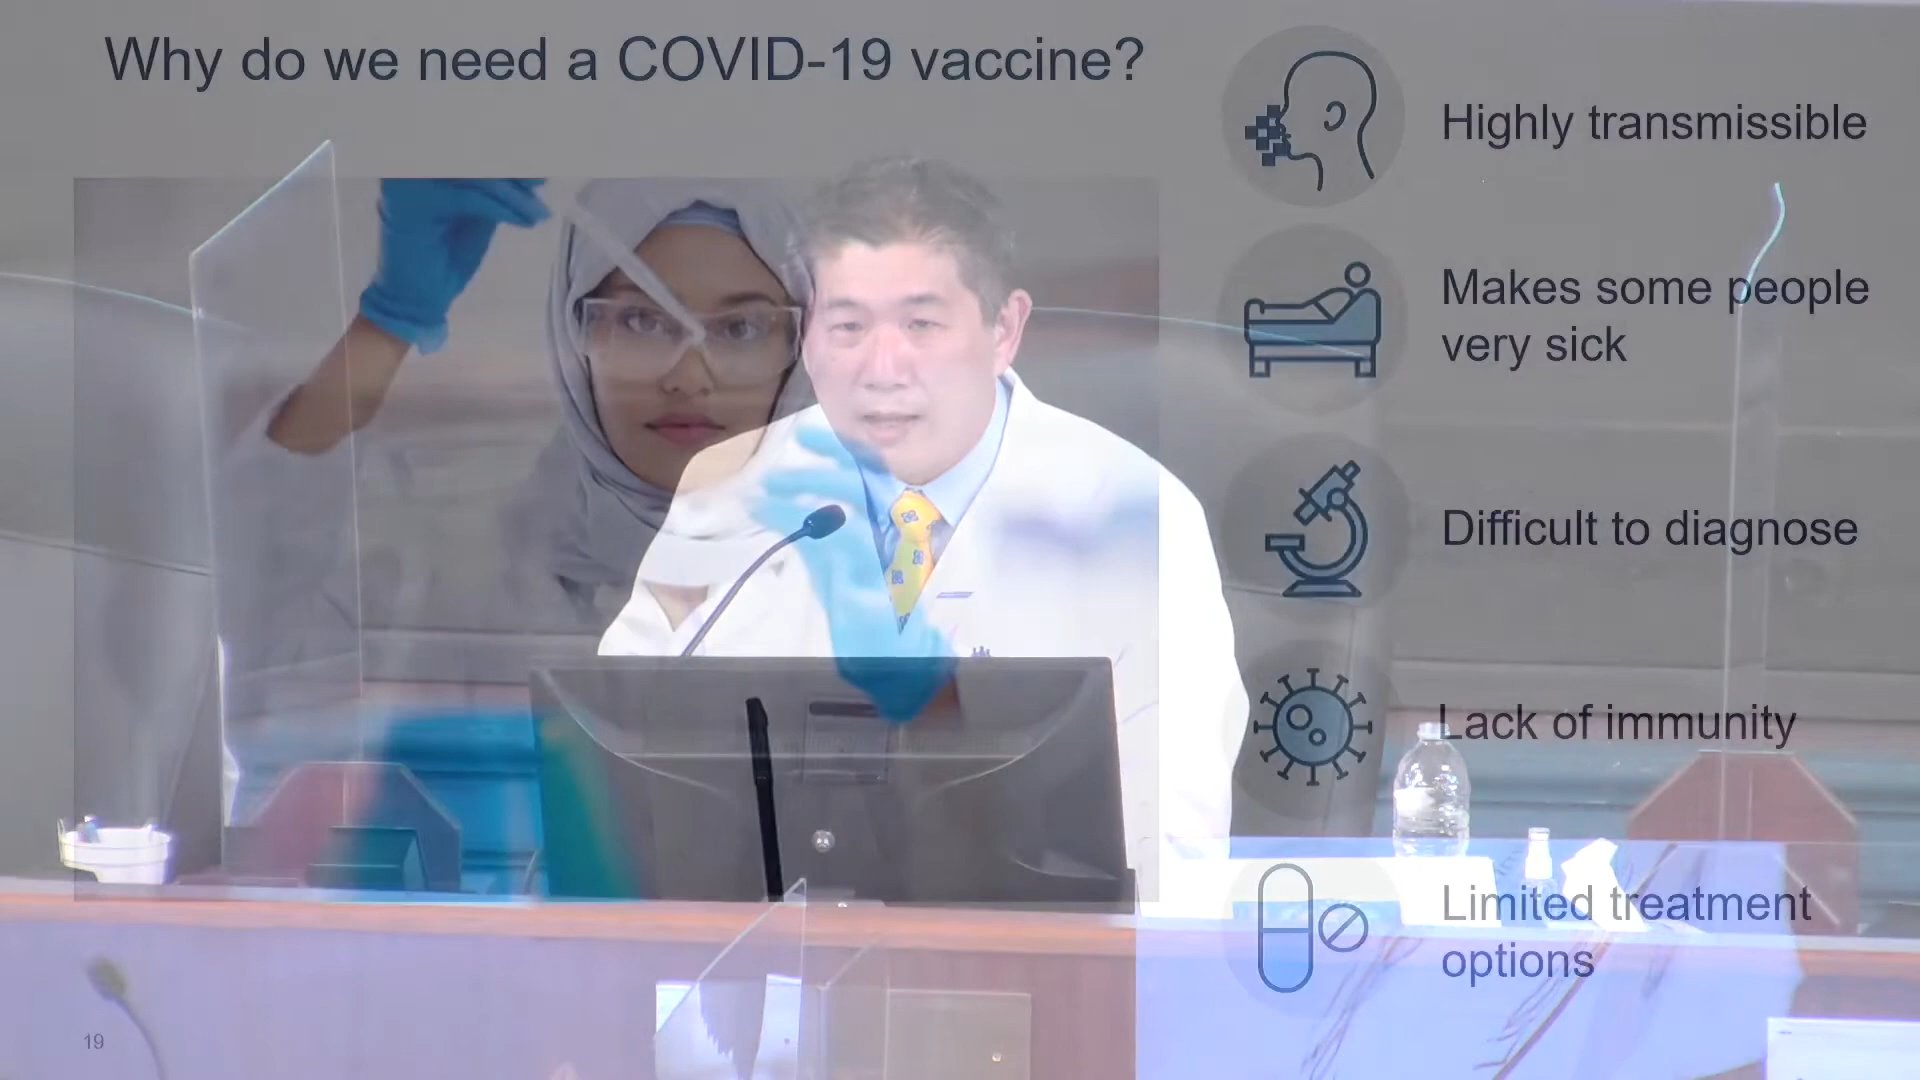 Why do we need a COVID-19 vaccine?
Highly transmissible
Makes some people
very sick
Difficult to diagnose
Lack of immunity
Limited treatment
options
19